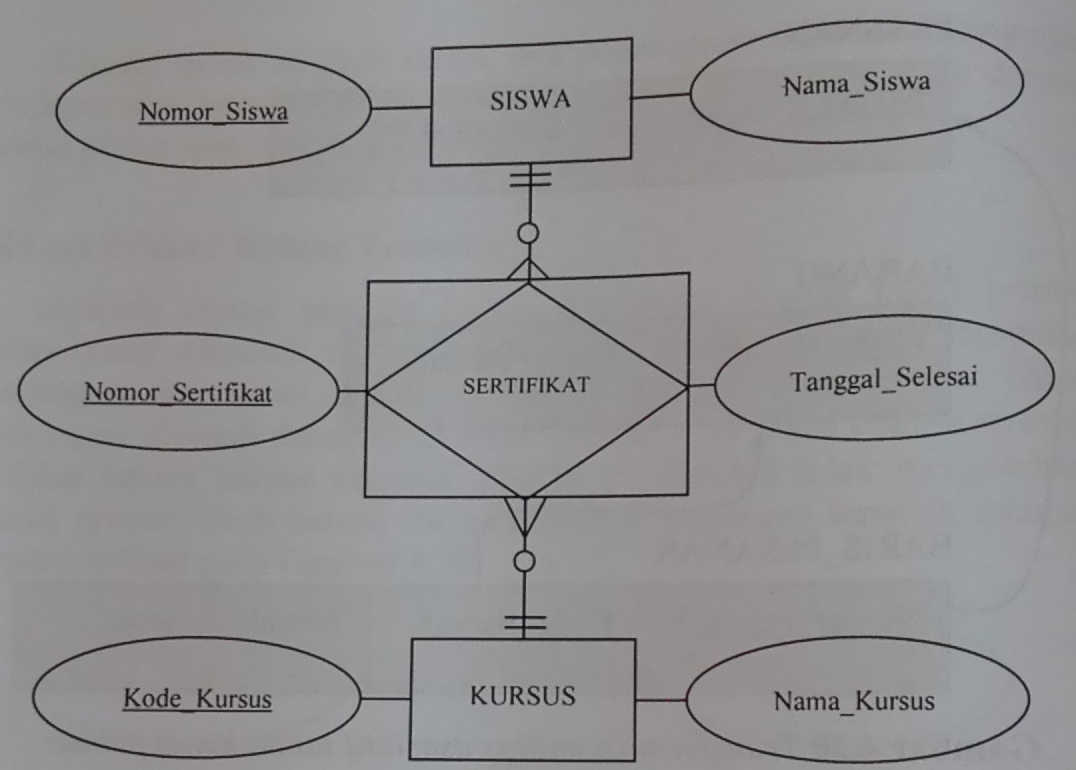 Nomor_Siswa
SISWA
Nama_Siswa
Nomor_Sertifikat
SERTIFIKAT
Tanggal_Selesai
Kode_Kursus
KURSUS
Nama_Kursus